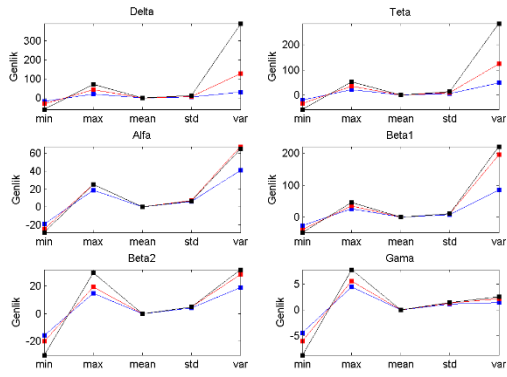 Delta
Teta
Genlik
300
200
100
0
min max mean std var
Genlik
200
100
0
min max mean std var
Alfa
Beta1
Genlik
60
40
20
0
-20
min max mean std var
Genlik
200
100
0
min max mean std var
Beta2
Gama
Genlik
20
0
-20
min max mean std var
Genlik
5
0
-5
min max mean std var